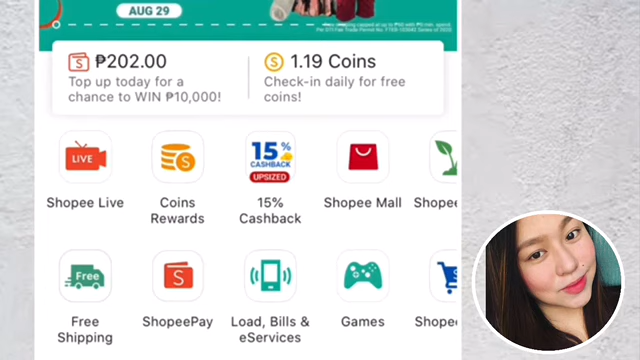 AUG 29
₱202.00
1.19 Coins
Top up today for a
chance to WIN ₱10,000!
Check-in daily for free
coins!
LIVE
15%
CASHBACK
UPSIZED
Shopee Live
Coins
Rewards
15%
Cashback
Shopee Mall
Shopee
Free
Free
Shipping
ShopeePay
Load, Bills &
eServices
Games
Shopee